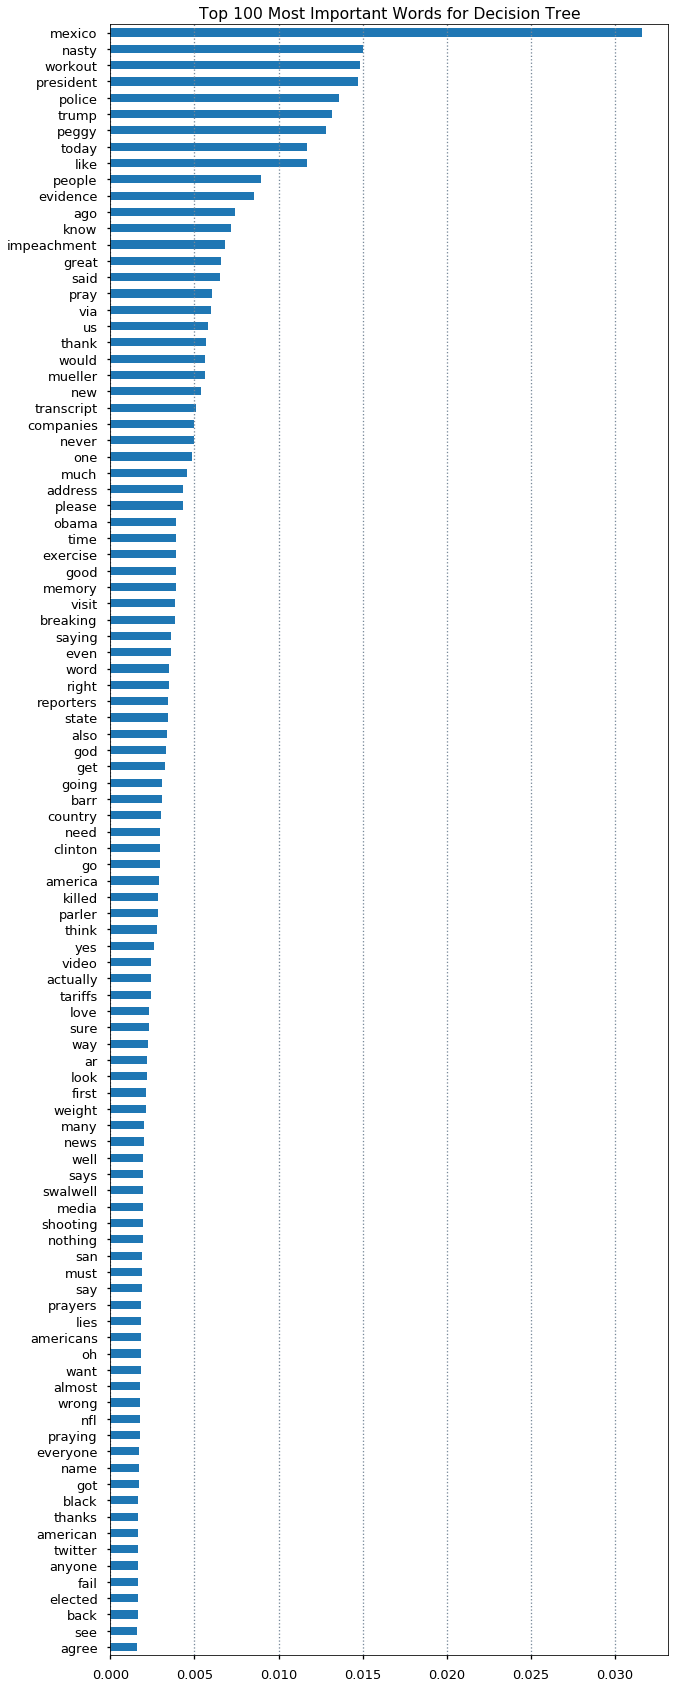 Top 100 Most Important Words for Decision Tree
mexico
nasty
workout
president
police
trump
peggy
today
like
people
evidence
ago
know
impeachment
great
said
pray
via
us
thank
would
mueller
new
transcript
companies
never
one
much
address
please
obama
time
exercise
good
memory
visit
breaking
saying
even
word
right
reporters
state
also
god
get
going
barr
country
need
clinton
go
america
killed
parler
think
yes
video
actually
tariffs
love
sure
way
ar
look
first
weight
many
news
well
says
swalwell
media
shooting
nothing
san
must
say
prayers
lies
americans
oh
want
almost
wrong
nfl
praying
everyone
name
got
black
thanks
american
twitter
anyone
fail
elected
back
see
agree
0.000 0.005 0.010 0.015 0.020 0.025 0.030